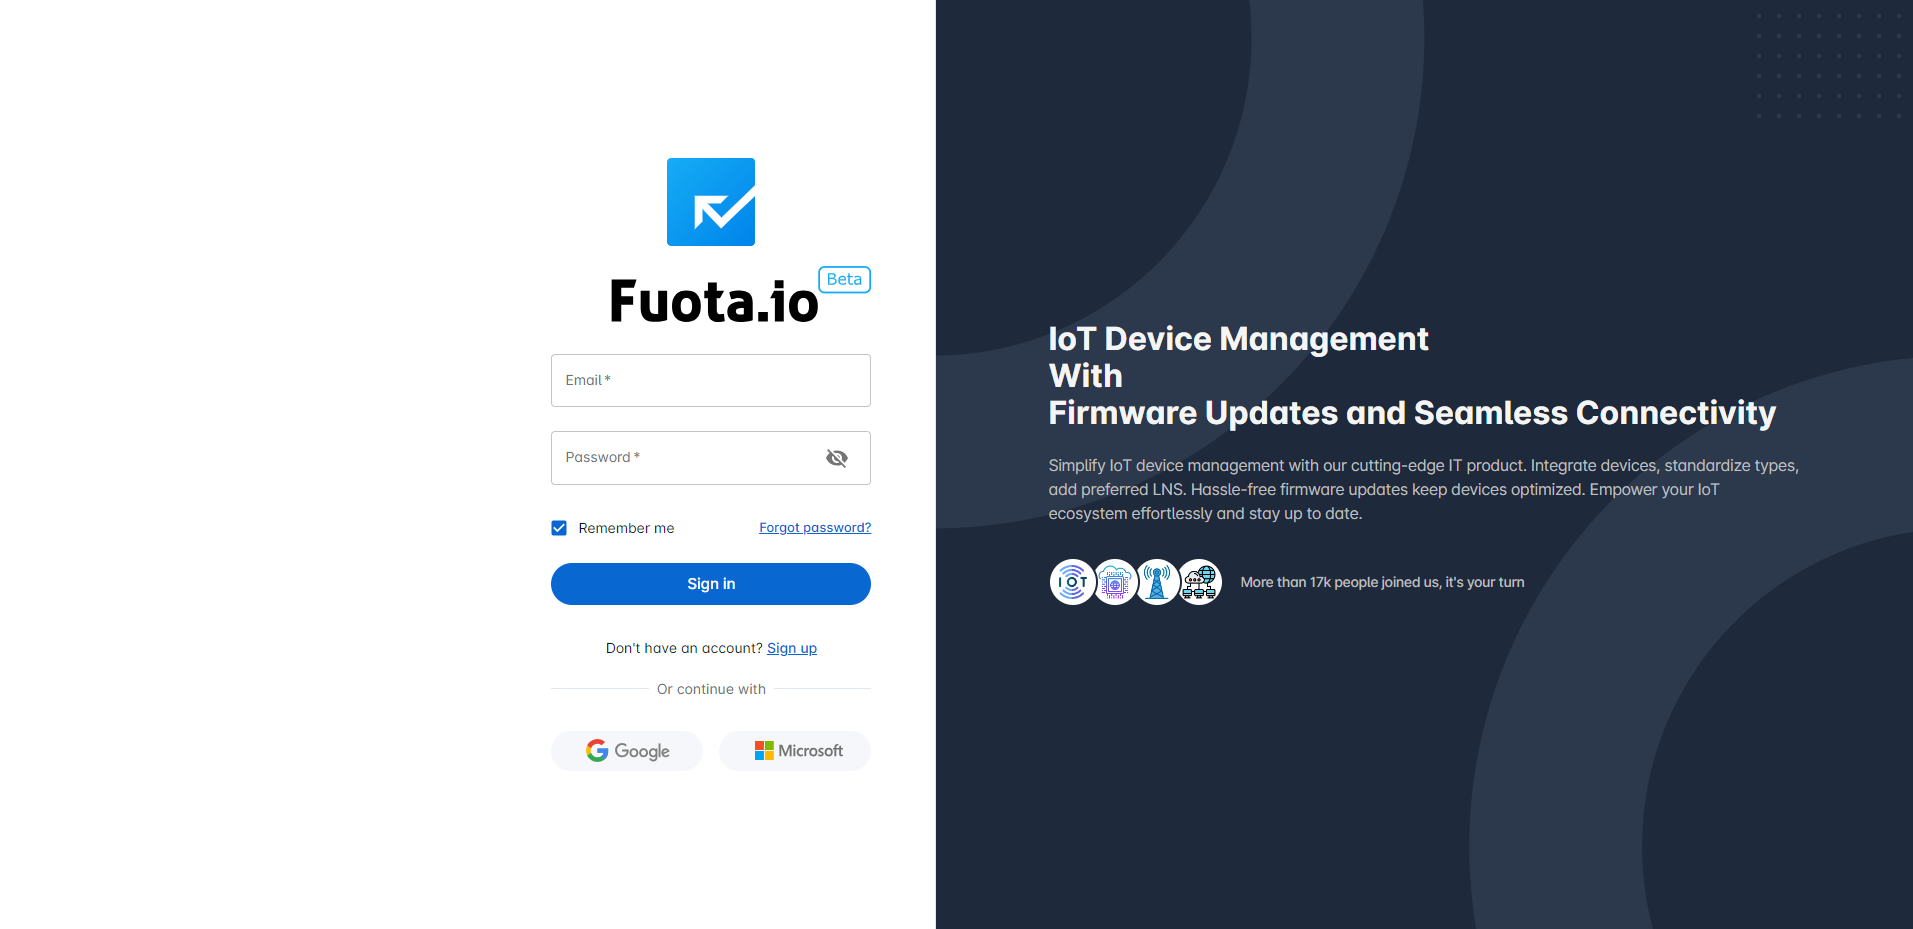 Fuota.io
Beta
Email *
Password *
Remember me
Forgot password?
Sign in
Don't have an account? Sign up
Or continue with
Google
Microsoft
IoT Device Management
With
Firmware Updates and Seamless Connectivity
Simplify IoT device management with our cutting-edge IT product. Integrate devices, standardize types,
add preferred LNS. Hassle-free firmware updates keep devices optimized. Empower your IoT
ecosystem effortlessly and stay up to date.
IOT
More than 17k people joined us, it's your turn